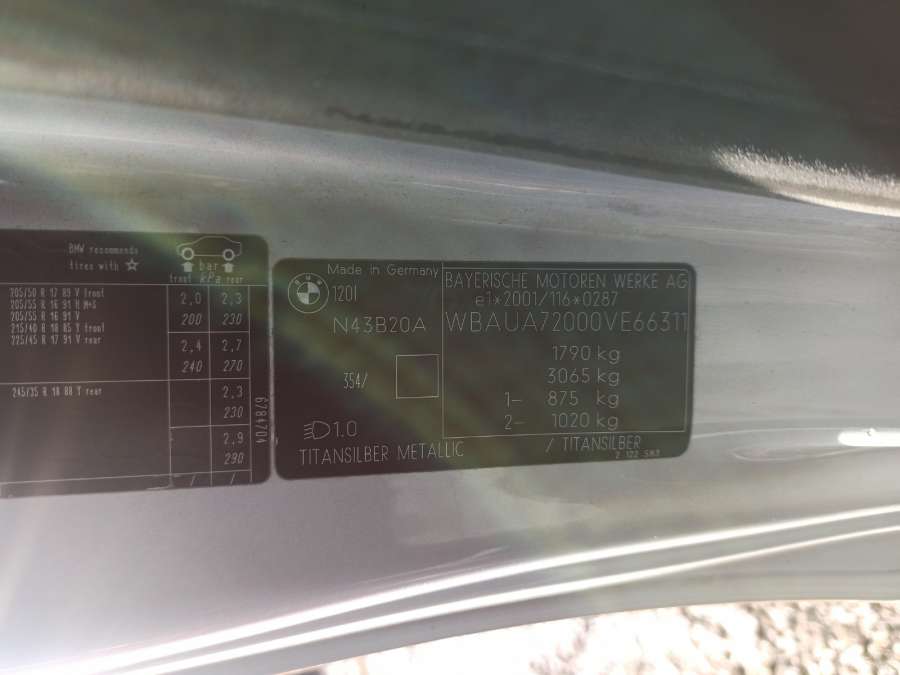 BMW recommends
tires with ☆
bar
front kPa rear
205/50 R 17 89 V front
205/55 R 16 91 H M+S
205/55 R 16 91 V
215/40 R 18 85 Y front
225/45 R 17 91 V rear
2,0 2,3
200 230
2,4 2,7
240 270
245/35 R 18 88 Y rear
2,3
230
2,9
290
/ /
6784704
Made in Germany
1201
N43B20A
354/
1.0
TITANSILBER METALLIC
BAYERISCHE MOTOREN WERKE AG
e1*2001/116*0287
WBAUA72000VE66311
1790 kg
3065 kg
1- 875 kg
2- 1020 kg
/ TITANSILBER